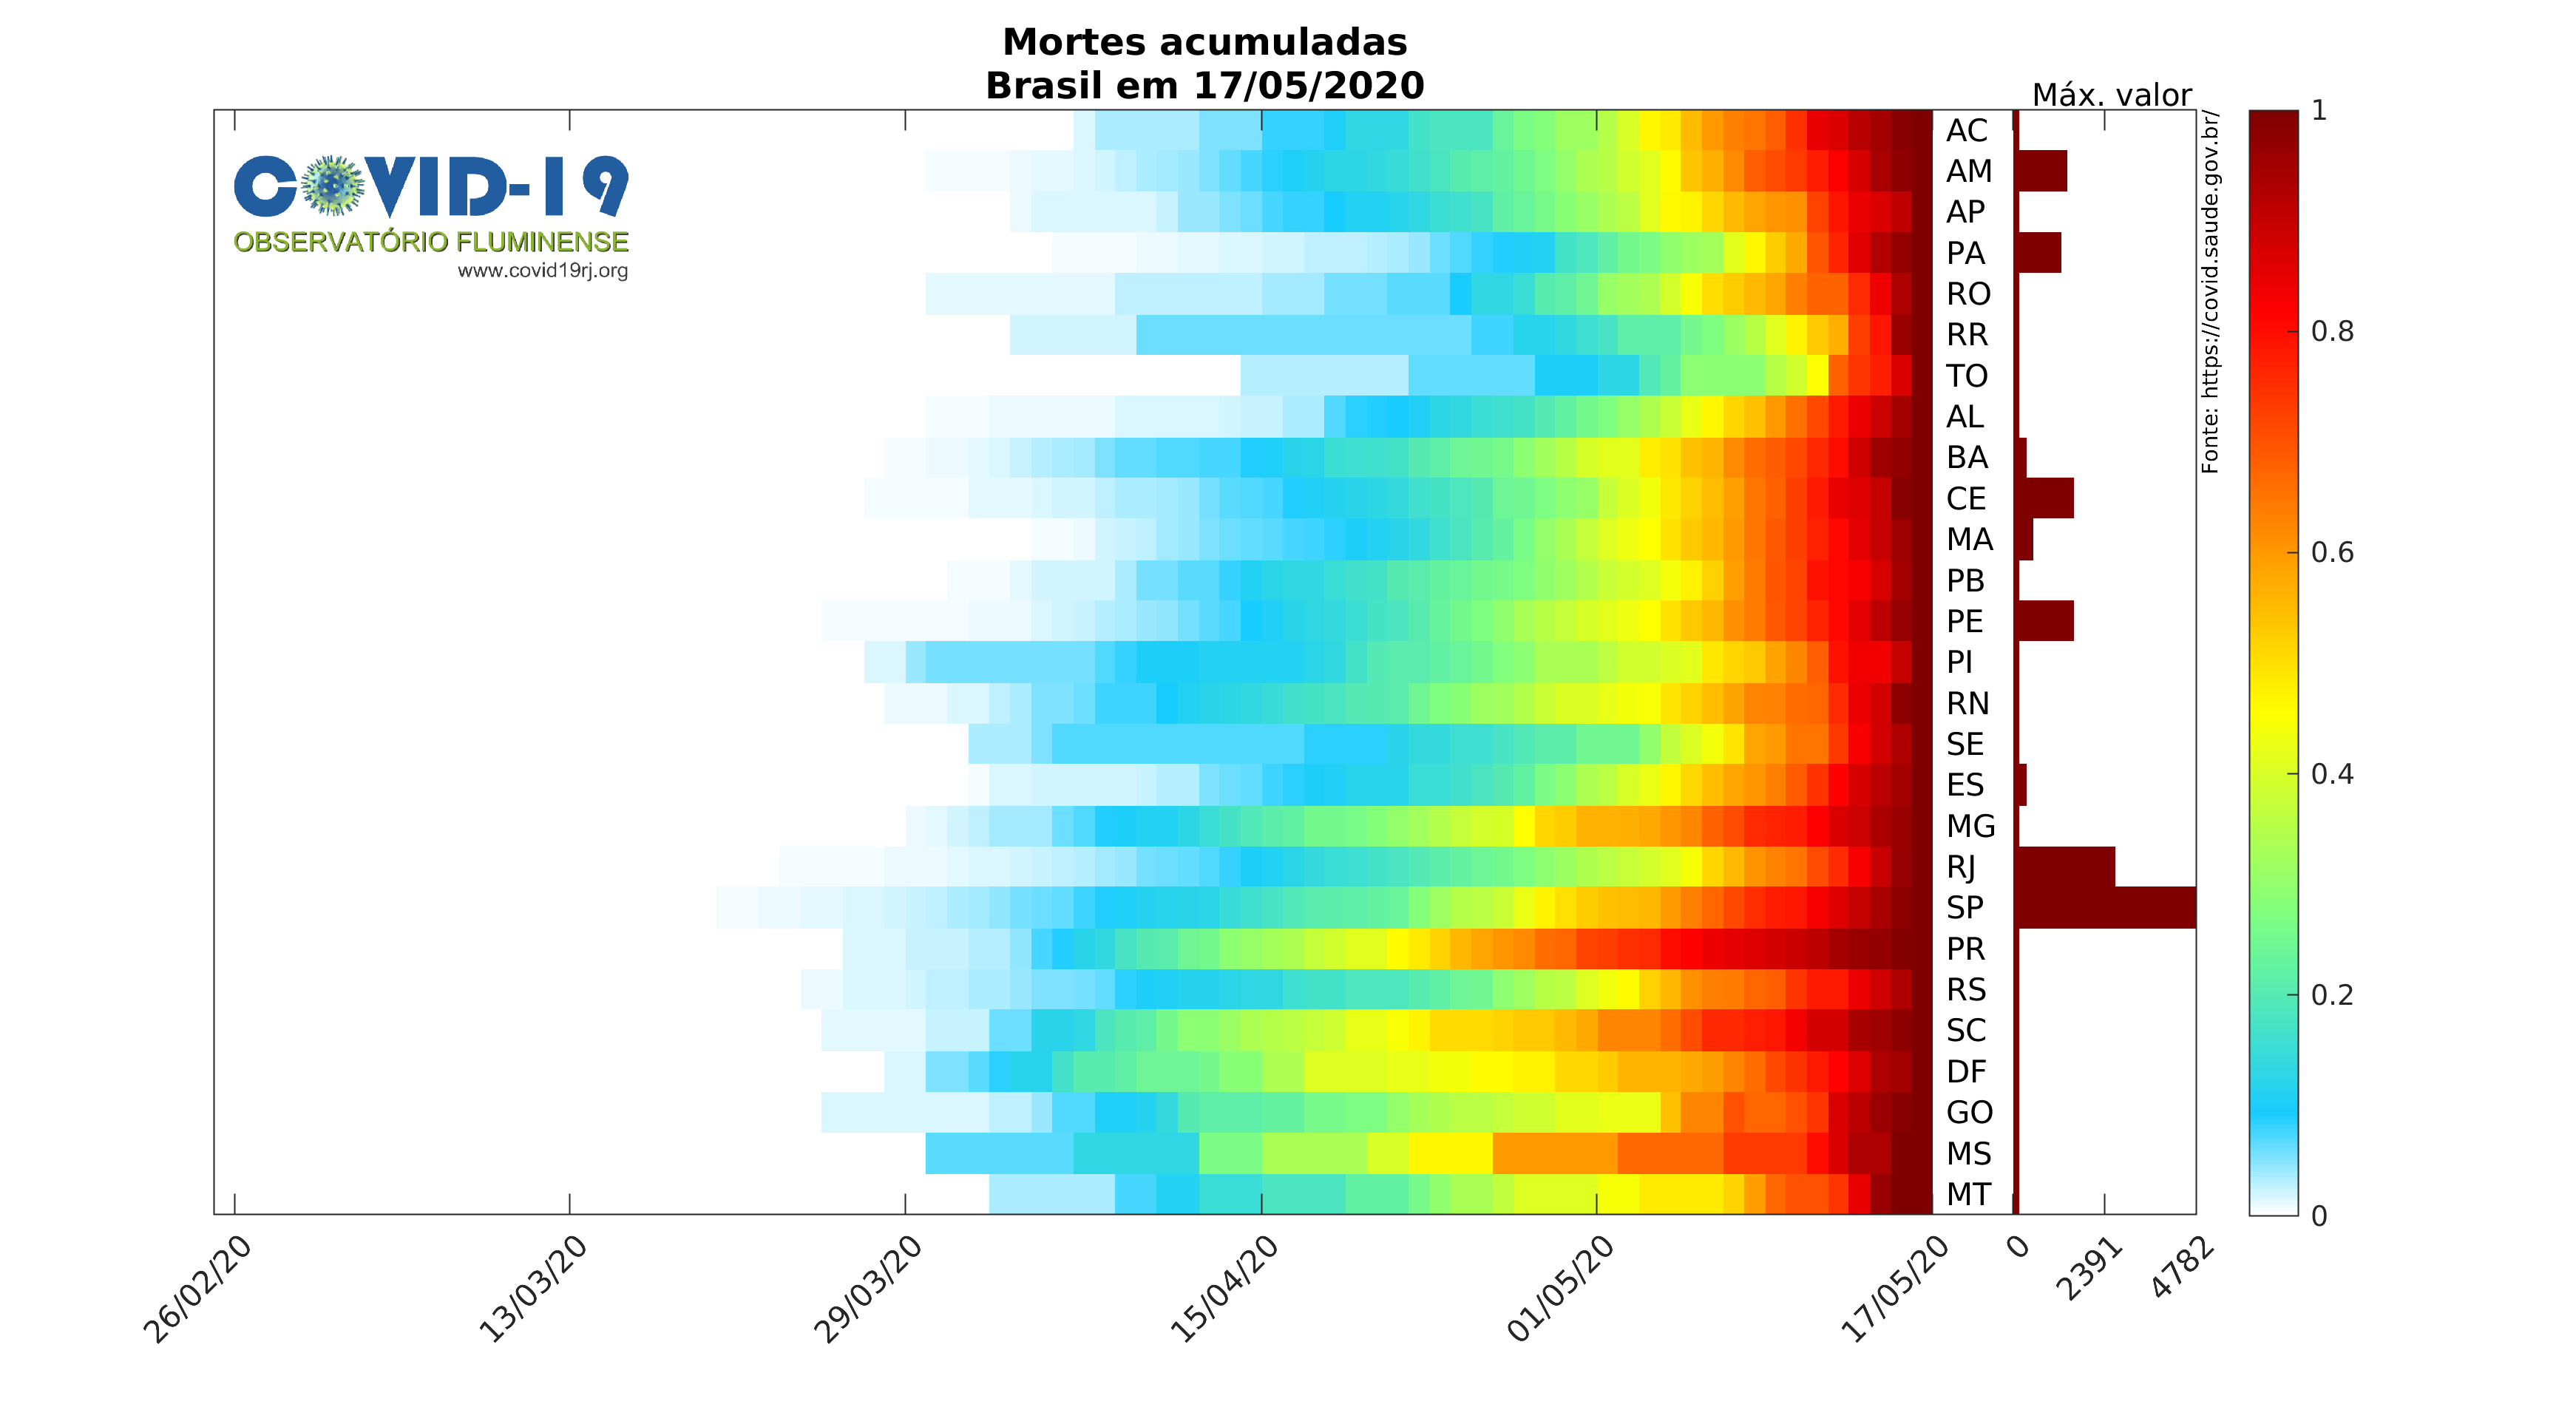 Mortes acumuladas
Brasil em 17/05/2020
Máx. valor
COVID-19
OBSERVATÓRIO FLUMINENSE
www.covid19rj.org
AC
AM
AP
PA
RO
RR
TO
AL
BA
CE
MA
PB
PE
PI
RN
SE
ES
MG
RJ
SP
PR
RS
SC
DF
GO
MS
MT
Fonte: https://covid.saude.gov.br/
1
0.8
0.6
0.4
0.2
0
26/02/20
13/03/20
29/03/20
15/04/20
01/05/20
17/05/20
0
2391
4782